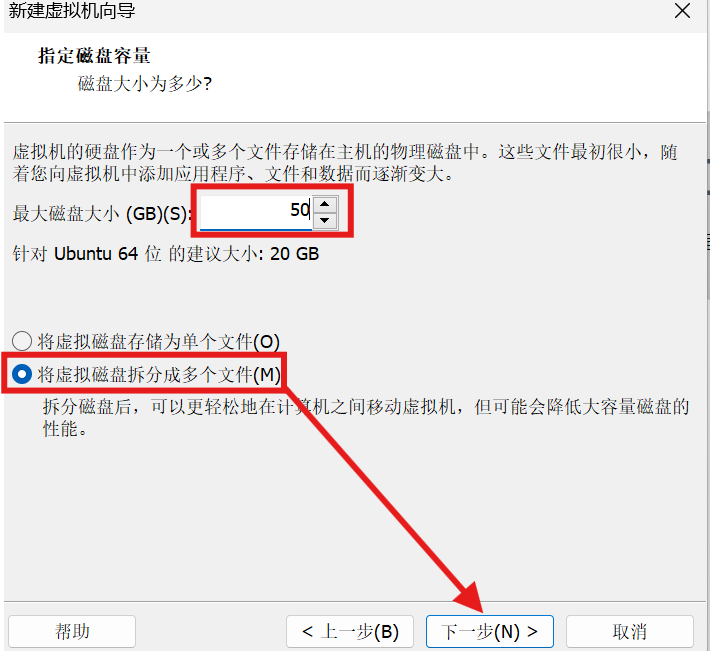 新建虚拟机向导
指定磁盘容量
磁盘大小为多少?
虚拟机的硬盘作为一个或多个文件存储在主机的物理磁盘中。这些文件最初很小，随
着您向虚拟机中添加应用程序、文件和数据而逐渐变大。
最大磁盘大小 (GB)(S): 50
针对 Ubuntu 64 位 的建议大小: 20 GB
将虚拟磁盘存储为单个文件(O)
将虚拟磁盘拆分成多个文件(M)
拆分磁盘后，可以更轻松地在计算机之间移动虚拟机，但可能会降低大容量磁盘的
性能。
帮助 < 上一步(B) 下一步(N) > 取消